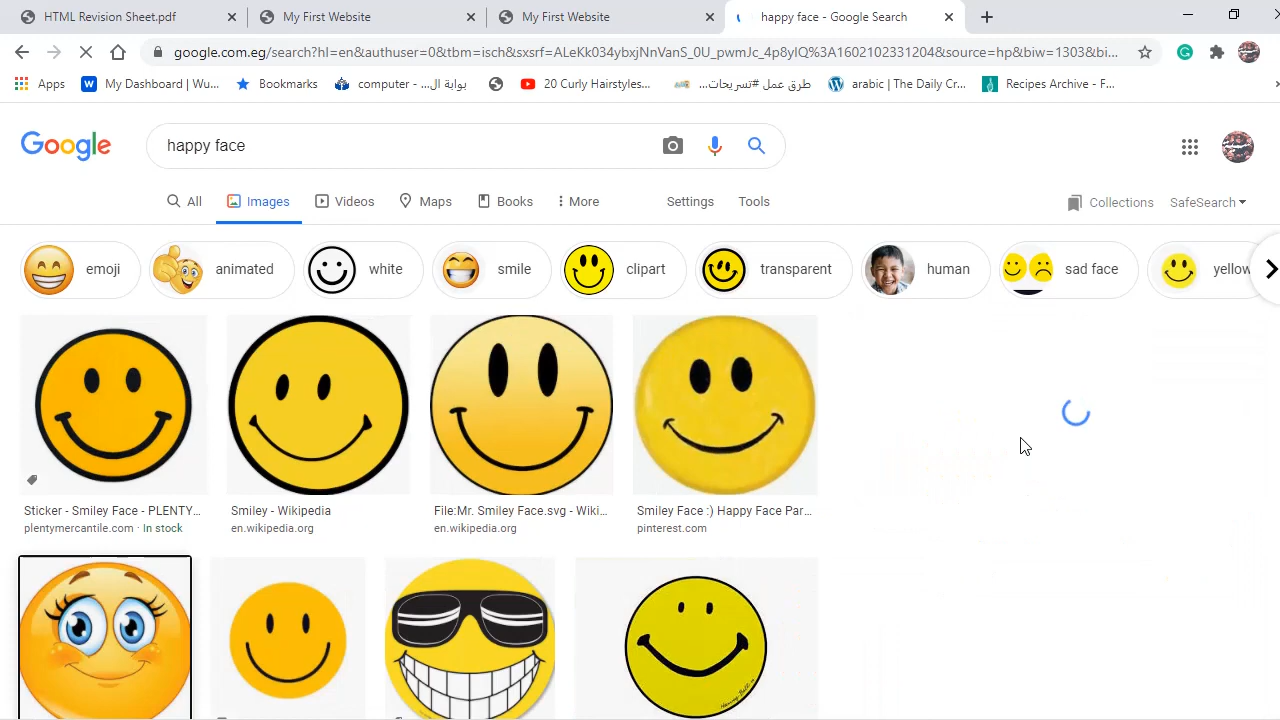 HTML Revision Sheet.pdf
My First Website
My First Website
happy face - Google Search
google.com.eg/search?hl=en&authuser=0&tbm=isch&sxsrf=ALeKk034ybxjNnVanS_0U_pwmJc_4p8yIQ%3A1602102331204&source=hp&biw=1303&bi...
Apps
My Dashboard | Wu...
Bookmarks
computer - بوابة ال...
20 Curly Hairstyles...
طرق عمل #تسريحات...
arabic | The Daily Cr...
Recipes Archive - F...
Google
happy face
All
Images
Videos
Maps
Books
More
Settings
Tools
Collections
SafeSearch
emoji
animated
white
smile
clipart
transparent
human
sad face
yellow
Sticker - Smiley Face - PLENTY...
plentymercantile.com · In stock
Smiley - Wikipedia
en.wikipedia.org
File:Mr. Smiley Face.svg - Wiki...
en.wikipedia.org
Smiley Face :) Happy Face Par...
pinterest.com